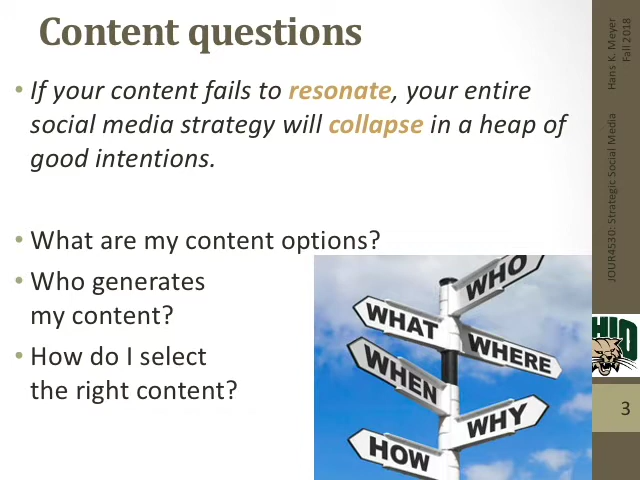 Content questions
• If your content fails to resonate, your entire
social media strategy will collapse in a heap of
good intentions.
• What are my content options?
• Who generates
my content?
• How do I select
the right content?
WHO
WHAT
WHERE
WHEN
WHY
HOW
JOUR4530: Strategic Social Media Hans K. Meyer
Fall 2018
HIO
3